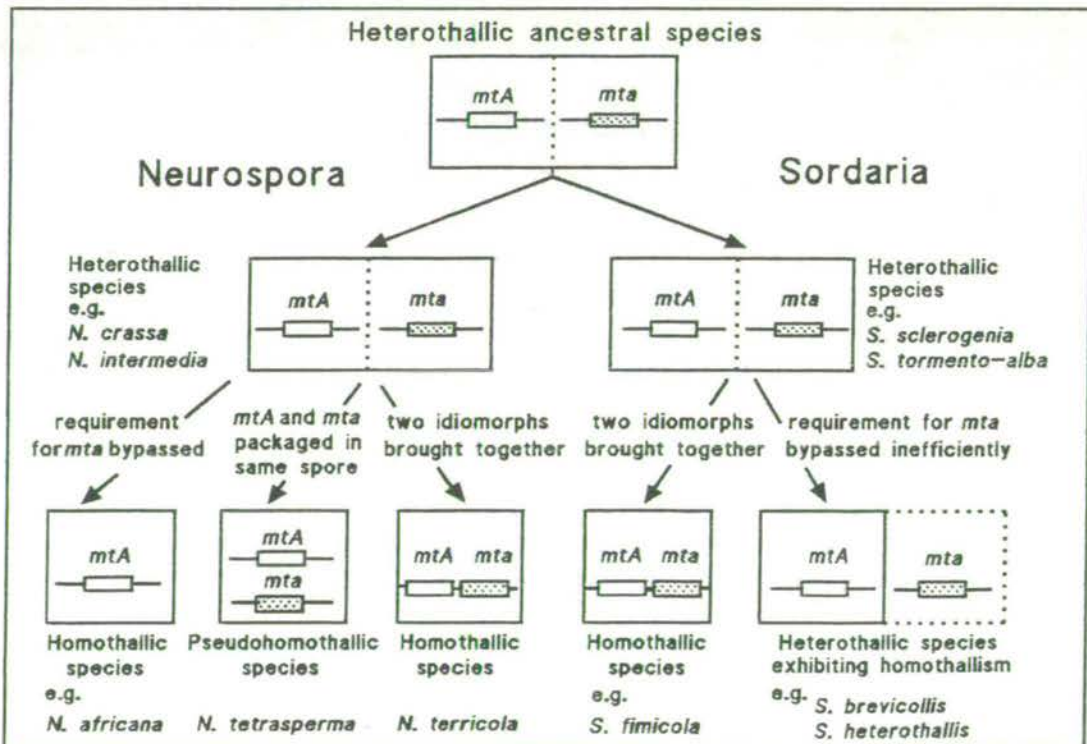 Heterothallic ancestral species
mtA
mta
Neurospora
Sordaria
Heterothallic
species
e.g.
N. crassa
N. intermedia
mtA
mta
mtA
mta
Heterothallic
species
e.g.
S. sclerogenia
S. tormento-alba
requirement
for mta bypassed
mtA and mta
packaged in
same spore
two idiomorphs
brought together
two idiomorphs
brought together
requirement for mta
bypassed inefficiently
mtA
mtA
mta
mtA mta
mtA mta
mtA
mta
Homothallic
species
e.g.
N. africana
Pseudohomothallic
species
N. tetrasperma
Homothallic
species
N. terricola
Homothallic
species
e.g.
S. fimicola
Heterothallic species
exhibiting homothallism
e.g.
S. brevicollis
S. heterothallis